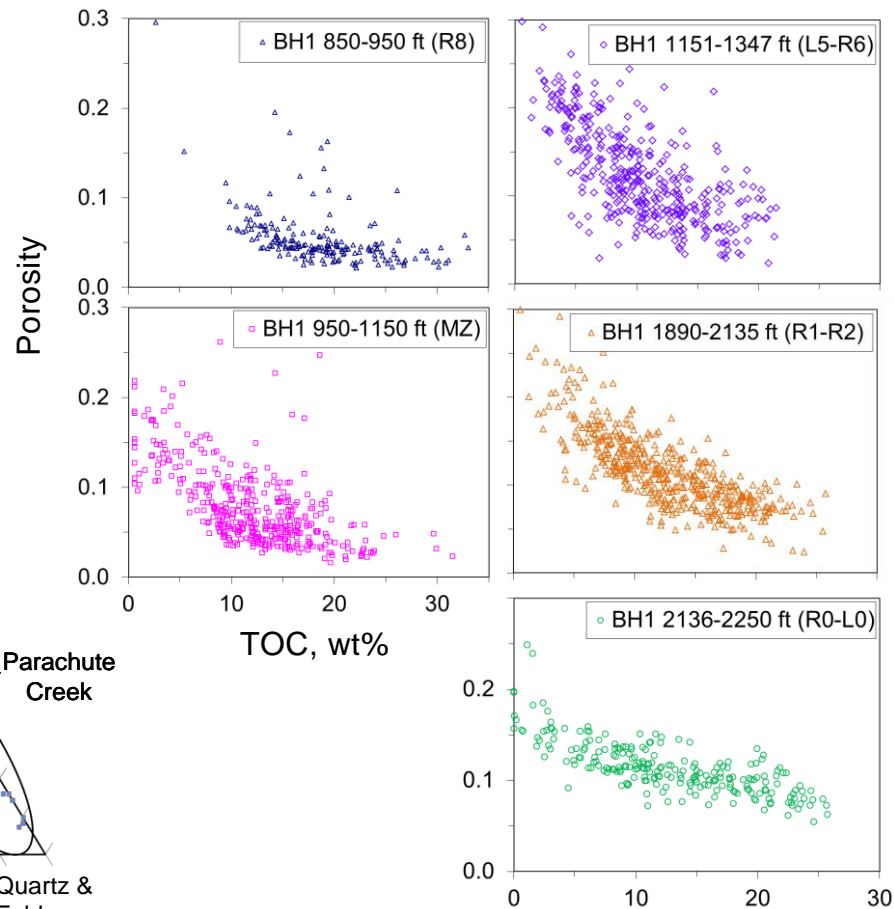 0.3
BH1 850-950 ft (R8)
BH1 1151-1347 ft (L5-R6)
0.2
0.1
0.0
Porosity
0.3
BH1 950-1150 ft (MZ)
BH1 1890-2135 ft (R1-R2)
0.2
0.1
0.0
0 10 20 30
TOC, wt%
BH1 2136-2250 ft (R0-L0)
Parachute
Creek
0.2
0.1
0.0
0 10 20 30
Quartz &